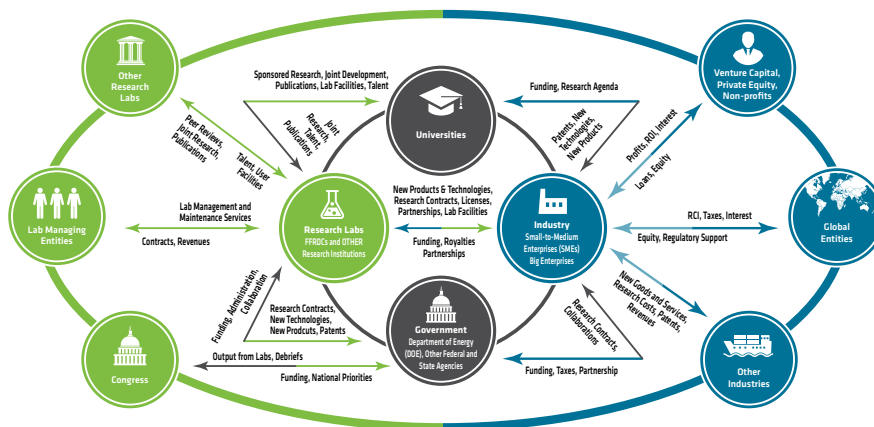 Other
Research
Labs
Sponsored Research, Joint Development,
Publications, Lab Facilities, Talent
Joint
Research,
Talent,
Publications
Universities
Funding, Research Agenda
Patents, New
Technologies,
New Products
Venture Capital,
Private Equity,
Non-profits
Peer Reviews,
Joint Research,
Publications
Talent, User
Facilities
Profits, ROI, Interest
Loans, Equity
Lab Managing
Entities
Lab Management and
Maintenance Services
Contracts, Revenues
Research Labs
FFRDCs and OTHER
Research Institutions
New Products & Technologies,
Research Contracts, Licenses,
Partnerships, Lab Facilities
Funding, Royalties
Partnerships
Industry
Small-to-Medium
Enterprises (SMEs)
Big Enterprises
RCI, Taxes, Interest
Equity, Regulatory Support
Global
Entities
Funding, Administration,
Collaboration
Research Contracts,
New Technologies,
New Products, Patents
Government
Department of Energy
(DOE), Other Federal and
State Agencies
Research Contracts,
Collaborations
New Goods and Services,
Research Costs, Patents,
Revenues
Congress
Output from Labs, Debriefs
Funding, National Priorities
Funding, Taxes, Partnership
Other
Industries